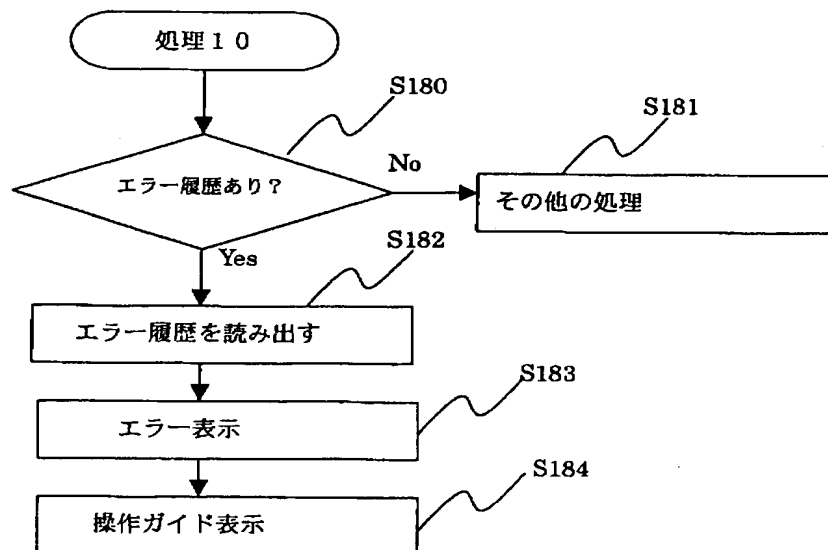 処理１０
S180
エラー履歴あり？
No
S181
その他の処理
Yes
S182
エラー履歴を読み出す
S183
エラー表示
S184
操作ガイド表示